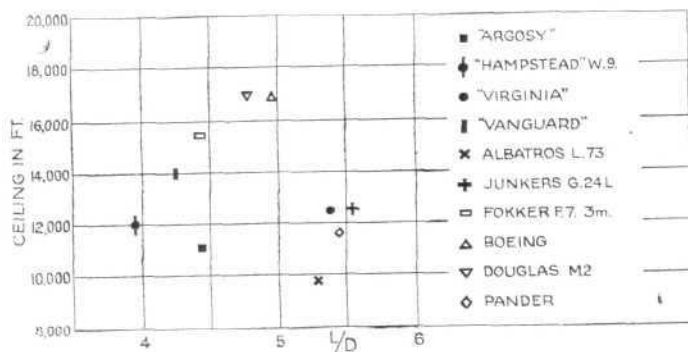 20,000
18,000
16,000
14,000
12,000
10,000
8,000
CEILING IN FT.
4
5
L/D
6
"ARGOSY"
"HAMPSTEAD" W.9.
"VIRGINIA"
"VANGUARD"
ALBATROS L.73
JUNKERS G.24L
FOKKER F.7. 3m.
BOEING
DOUGLAS M2
PANDER